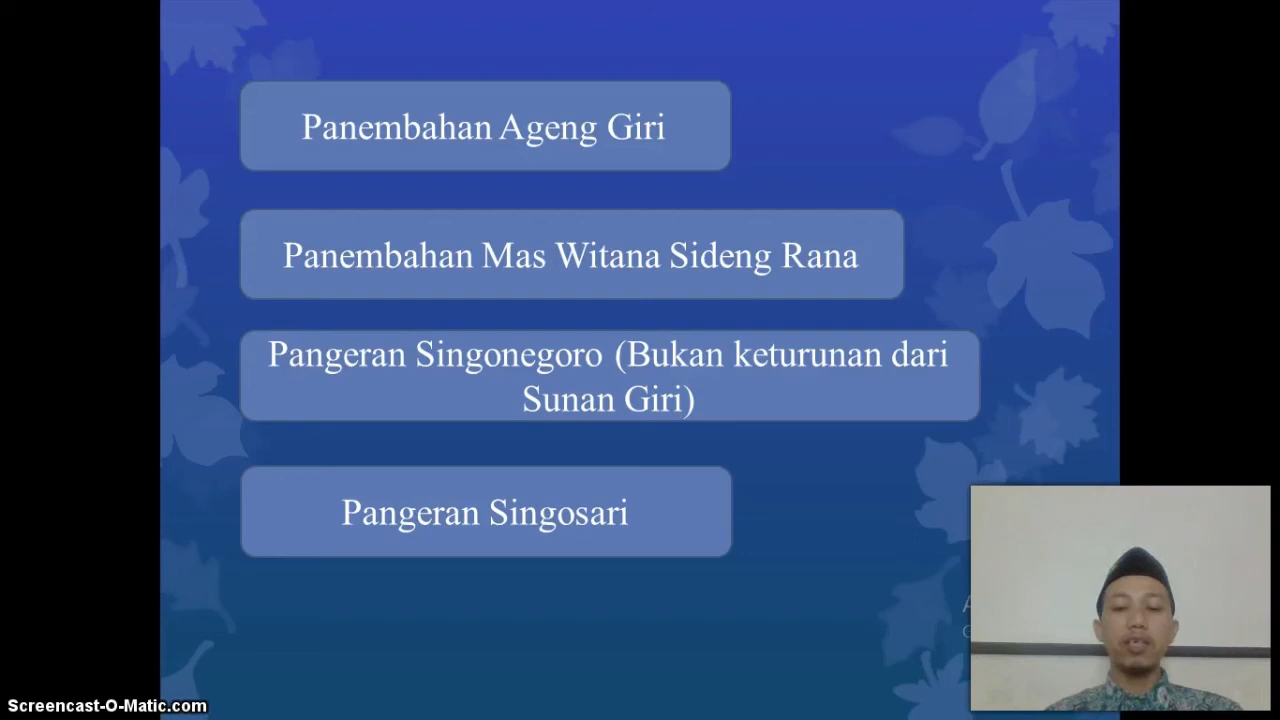 Panembahan Ageng Giri
Panembahan Mas Witana Sideng Rana
Pangeran Singonegoro (Bukan keturunan dari
Sunan Giri)
Pangeran Singosari
Screencast-O-Matic.com